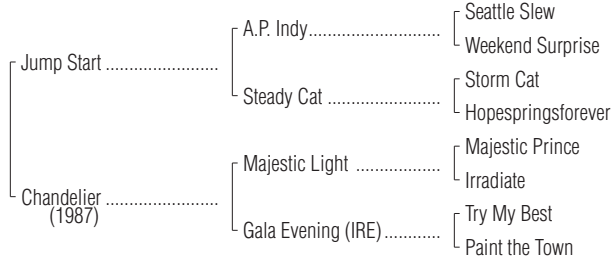 Seattle Slew
A.P. Indy..................
Weekend Surprise
Jump Start ...................
Storm Cat
Steady Cat ...................
Hopespringsforever
Majestic Prince
Majestic Light ..............
Irradiate
Chandelier ...................
(1987)
Try My Best
Gala Evening (IRE)............
Paint the Town